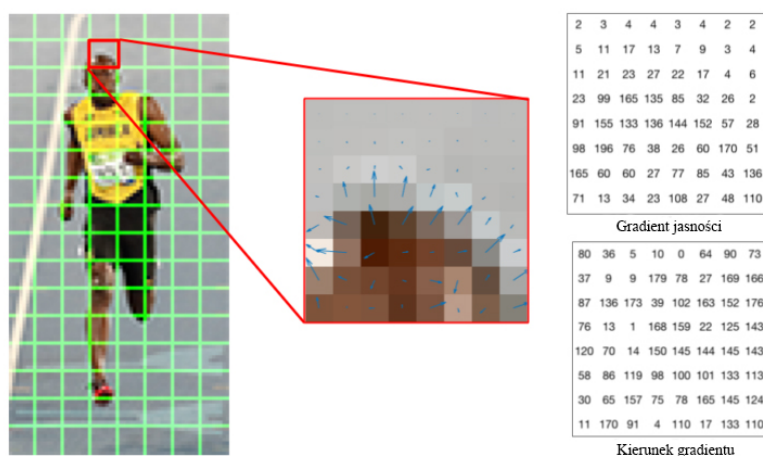 2 3 4 4 3 4 2 2
5 11 17 13 7 9 3 4
11 21 23 27 22 17 4 6
23 99 165 135 85 32 26 2
91 155 133 136 144 152 57 28
98 196 76 38 26 60 170 51
165 60 60 27 77 85 43 136
71 13 34 23 108 27 48 110
Gradient jasności
80 36 5 10 0 64 90 73
37 9 9 179 78 27 169 166
87 136 173 39 102 163 152 176
76 13 1 168 159 22 125 143
120 70 14 150 145 144 145 143
58 86 119 98 100 101 133 113
30 65 157 75 78 165 145 124
11 170 91 4 110 17 133 110
Kierunek gradientu